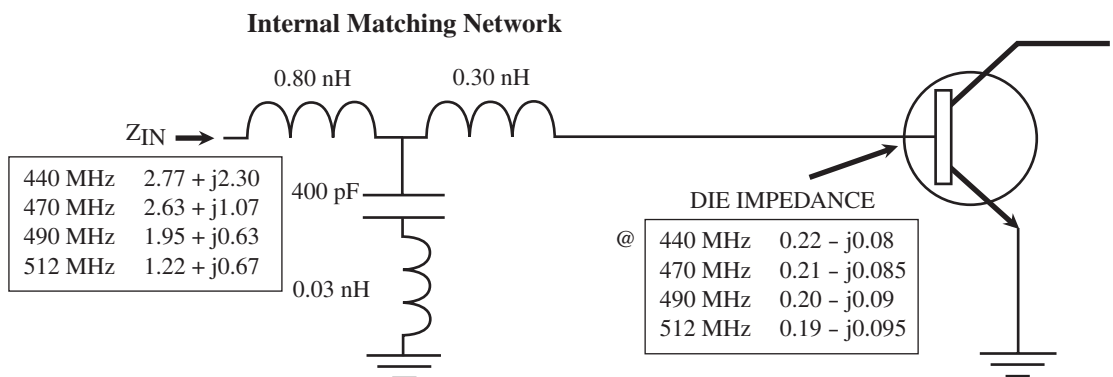 Internal Matching Network
0.80 nH
0.30 nH
ZIN
440 MHz 2.77 + j2.30
470 MHz 2.63 + j1.07
490 MHz 1.95 + j0.63
512 MHz 1.22 + j0.67
400 pF
0.03 nH
DIE IMPEDANCE
@ 440 MHz 0.22 – j0.08
470 MHz 0.21 – j0.085
490 MHz 0.20 – j0.09
512 MHz 0.19 – j0.095